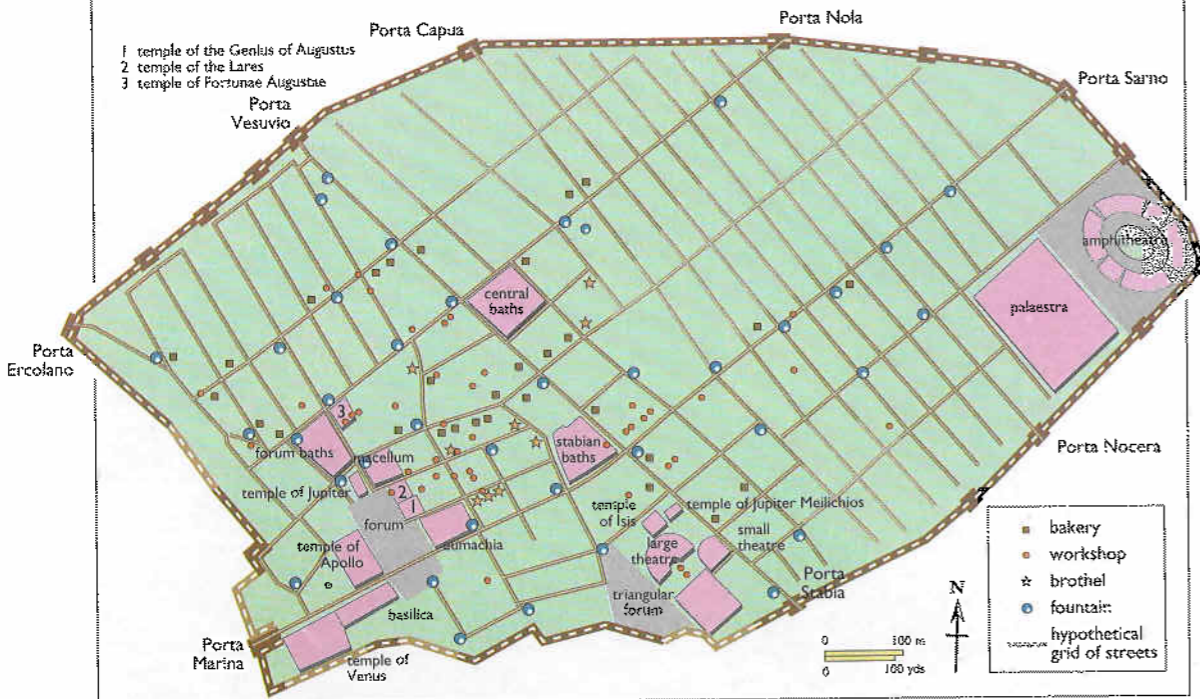 Porta Capua
Porta Nola
1 temple of the Genius of Augustus
2 temple of the Lares
3 temple of Fortunae Augustae
Porta Sarno
Porta
Vesuvio
amphitheatre
central
baths
palaestra
Porta
Ercolano
3
forum baths
macellum
stabian
baths
Porta Nocera
temple of Jupiter
2
1
temple
of Isis
temple of Jupiter Meilichios
forum
eumachia
small
theatre
large
theatre
temple of
Apollo
triangular
forum
Porta
Stabia
basilica
Porta
Marina
temple of
Venus
bakery
workshop
brothel
fountain
hypothetical
grid of streets
N
0 100 m
0 100 yds